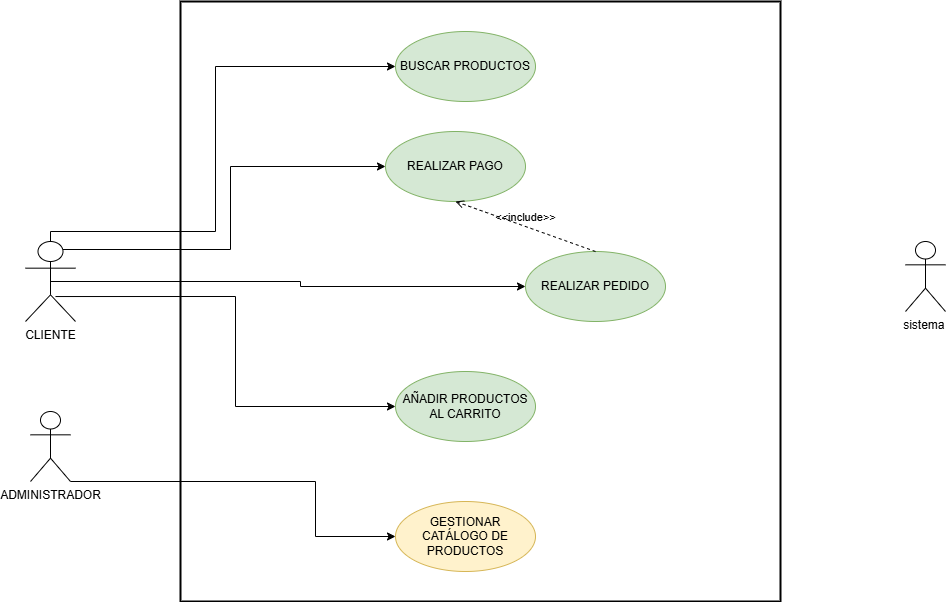 BUSCAR PRODUCTOS
REALIZAR PAGO
<<include>>
REALIZAR PEDIDO
CLIENTE
sistema
AÑADIR PRODUCTOS
AL CARRITO
ADMINISTRADOR
GESTIONAR
CATÁLOGO DE
PRODUCTOS